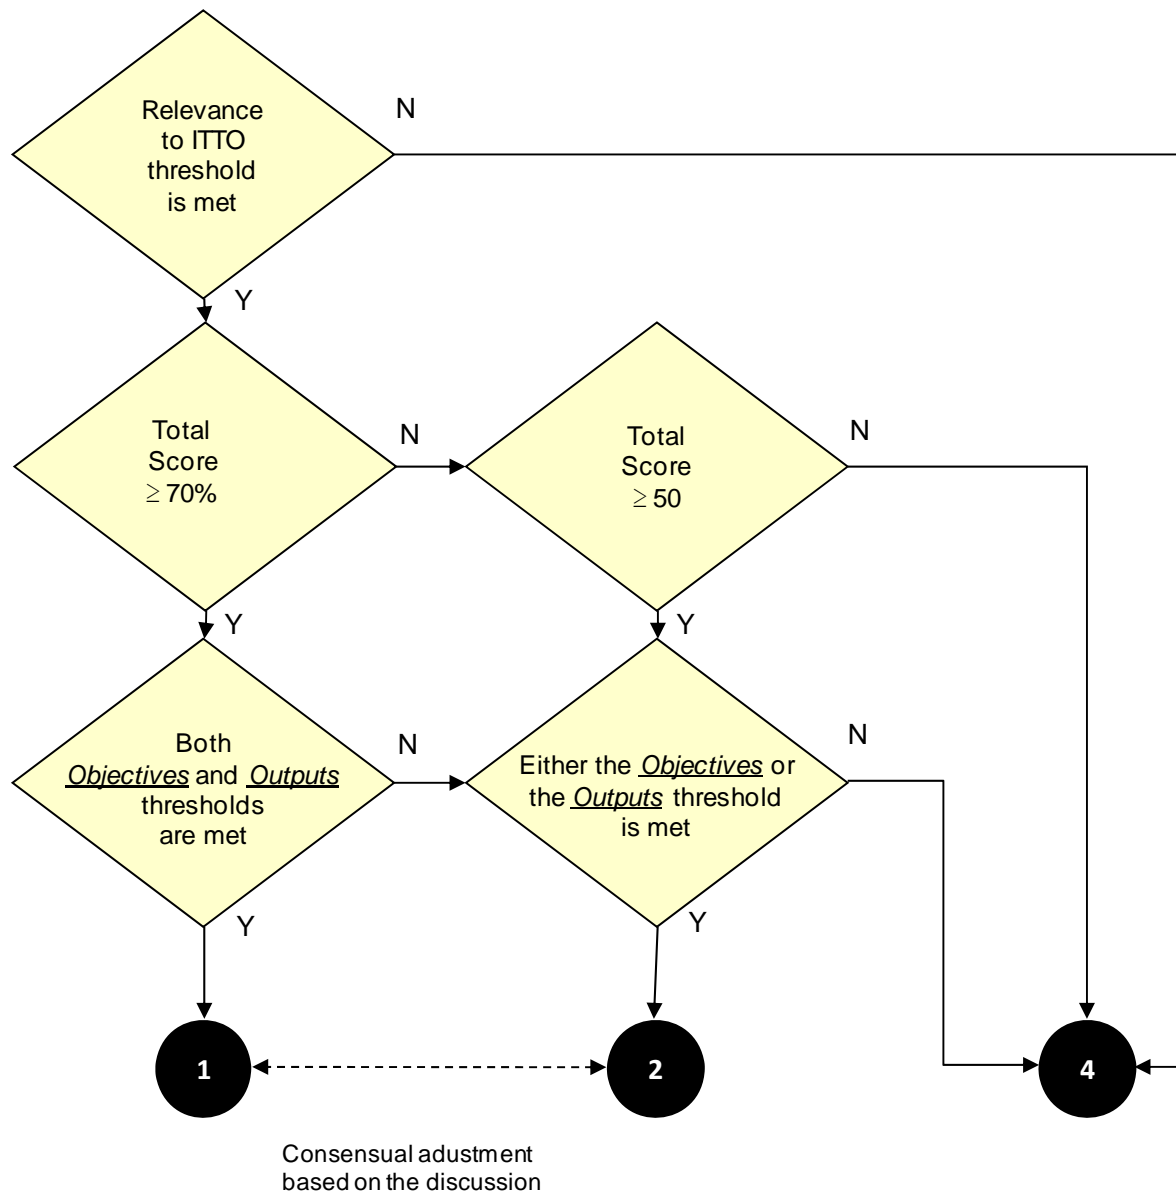 Relevance
to ITTO
threshold
is met
N
Y
Total
Score
≥ 70%
N
Total
Score
≥ 50
N
Y
Y
Both
Objectives and Outputs
thresholds
are met
N
Either the Objectives or
the Outputs threshold
is met
N
Y
Y
1
2
4
Consensual adustment
based on the discussion